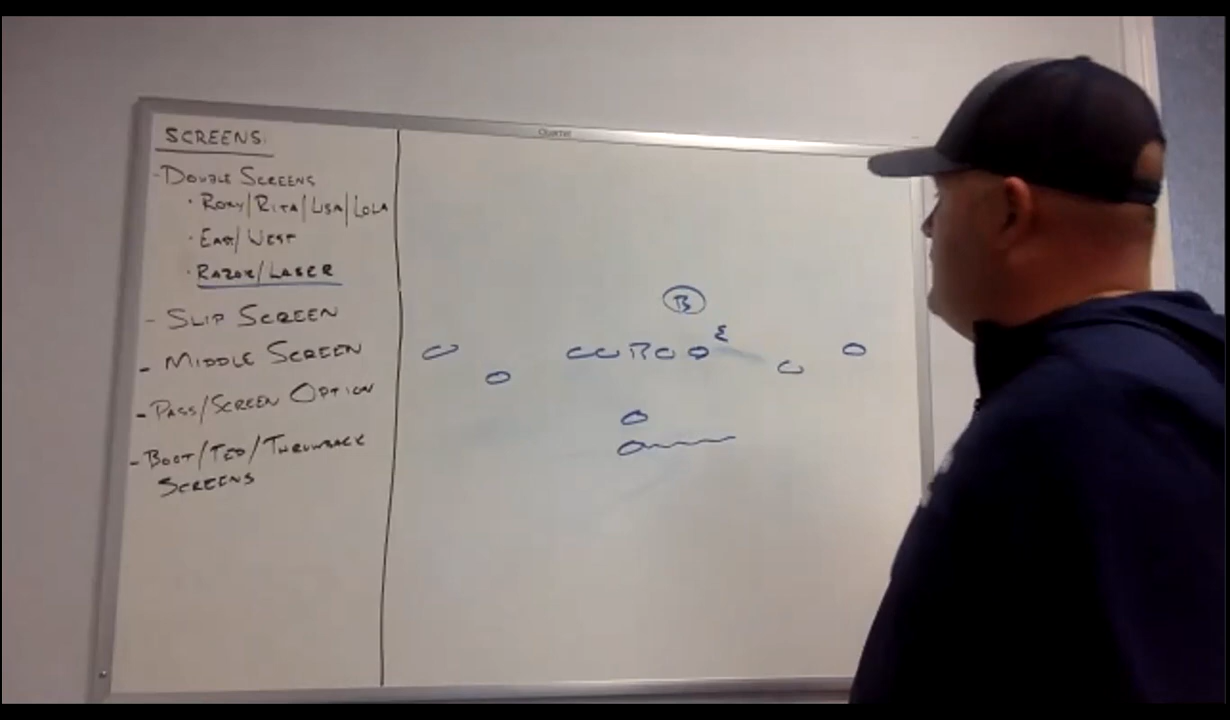 SCREENS:
- DOUBLE SCREENS
• ROXY/RITA/LISA/LOLA
• EAST/WEST
• RAZOR/LASER
- SLIP SCREEN
- MIDDLE SCREEN
- PASS/SCREEN OPTION
- BOOT/TED/THROWBACK
SCREENS
Quartet
B
E